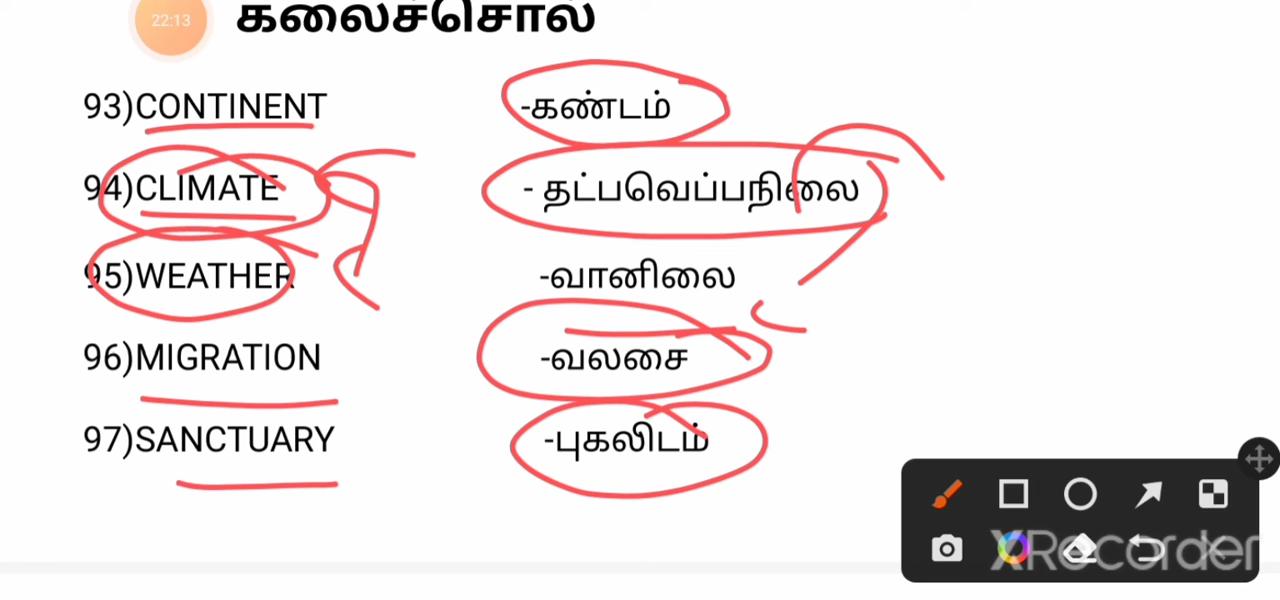 22:13
கலைச்சொல்
93)CONTINENT -கண்டம்
94)CLIMATE - தட்பவெப்பநிலை
95)WEATHER -வானிலை
96)MIGRATION -வலசை
97)SANCTUARY -புகலிடம்
XRecorder